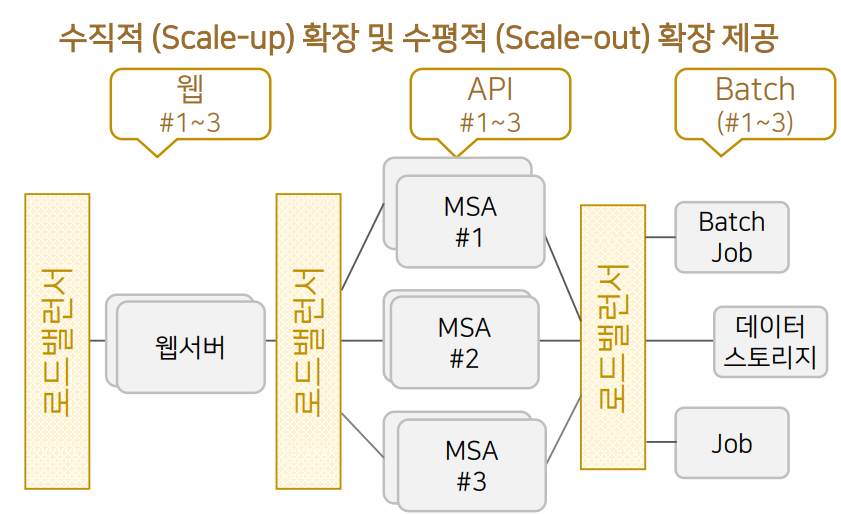 수직적 (Scale-up) 확장 및 수평적 (Scale-out) 확장 제공
웹
#1~3
API
#1~3
Batch
(#1~3)
로드밸런서
웹서버
로드밸런서
MSA
#1
MSA
#2
MSA
#3
로드밸런서
Batch
Job
데이터
스토리지
Job